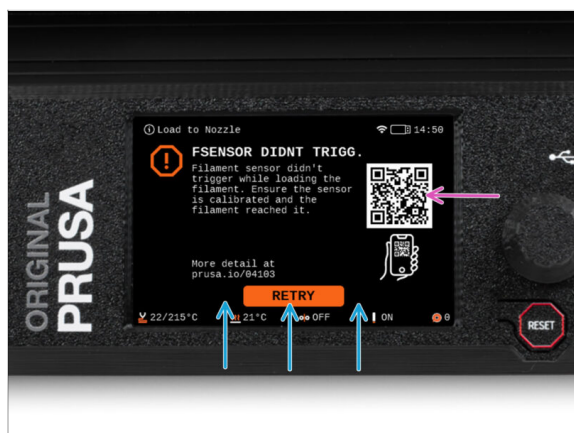 Load to Nozzle
14:50
FSENSOR DIDNT TRIGG.
Filament sensor didn't
trigger while loading the
filament. Ensure the sensor
is calibrated and the
filament reached it.
More detail at
prusa.io/04103
RETRY
22/215°C
21°C
OFF
ON
0
ORIGINAL
PRUSA
RESET